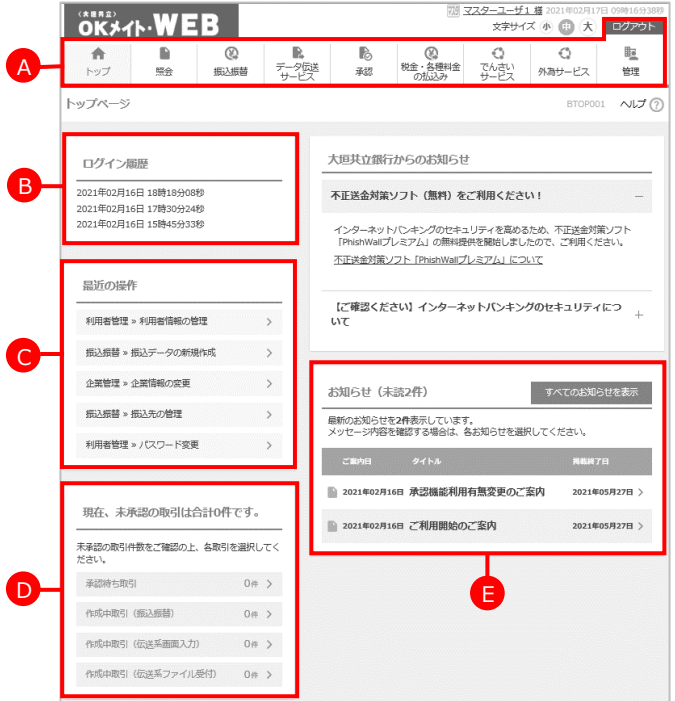 (大垣共立)
OKメイト・WEB
マスターユーザ1 様 2021年02月17日 09時16分38秒
文字サイズ 小 中 大 ログアウト
A
トップ 照会 振込振替 データ伝送サービス 承認 税金・各種料金の払込み でんさいサービス 外為サービス 管理
トップページ
BTOP001 ヘルプ ?
B
ログイン履歴
2021年02月16日 18時18分08秒
2021年02月16日 17時30分24秒
2021年02月16日 15時45分33秒
C
最近の操作
利用者管理 » 利用者情報の管理
振込振替 » 振込データの新規作成
企業管理 » 企業情報の変更
振込振替 » 振込先の管理
利用者管理 » パスワード変更
D
現在、未承認の取引は合計0件です。
未承認の取引件数をご確認の上、各取引を選択してく
ださい。
承認待ち取引 0件
作成中取引（振込振替） 0件
作成中取引（伝送系画面入力） 0件
作成中取引（伝送系ファイル受付） 0件
大垣共立銀行からのお知らせ
不正送金対策ソフト（無料）をご利用ください！
インターネットバンキングのセキュリティを高めるため、不正送金対策ソフト
「PhishWallプレミアム」の無料提供を開始しましたので、ご利用ください。
不正送金対策ソフト「PhishWallプレミアム」について
【ご確認ください】インターネットバンキングのセキュリティにつ
いて
お知らせ（未読2件） すべてのお知らせを表示
最新のお知らせを2件表示しています。
メッセージ内容を確認する場合は、各お知らせを選択してください。
ご案内日 タイトル 掲載終了日
2021年02月16日 承認機能利用有無変更のご案内 2021年05月27日
2021年02月16日 ご利用開始のご案内 2021年05月27日
E